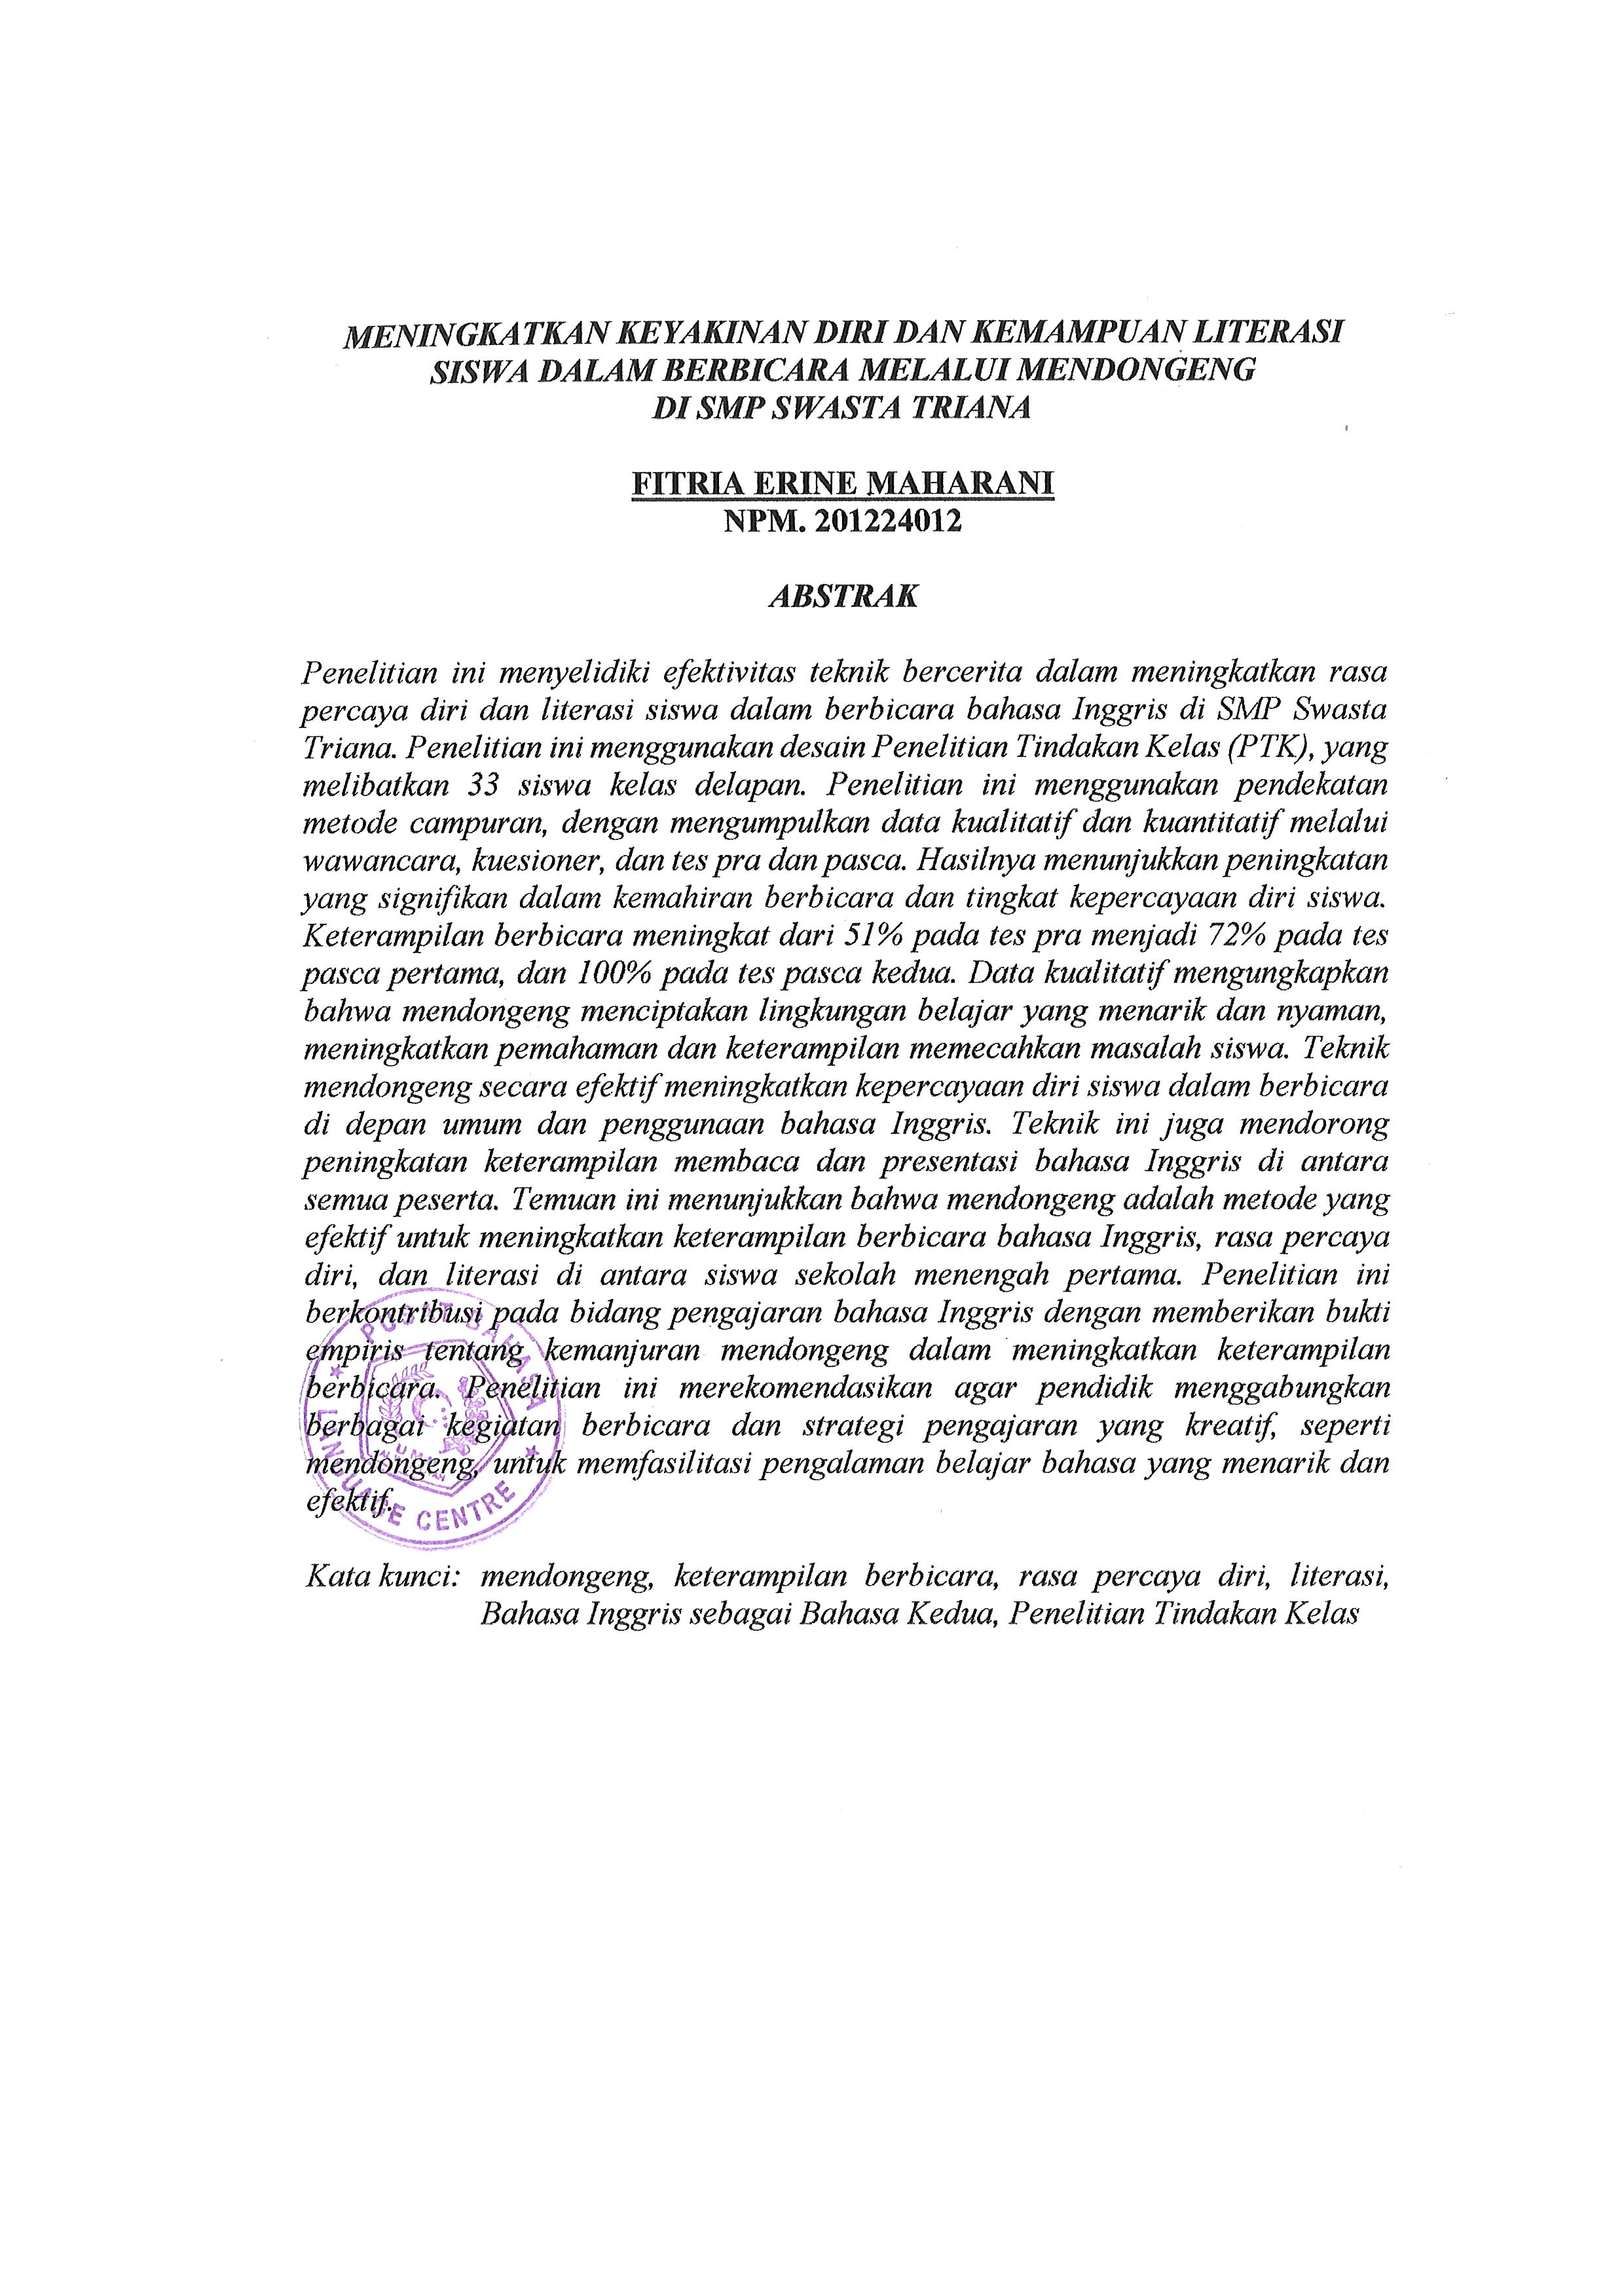 MENINGKATKAN KEYAKINAN DIRI DAN KEMAMPUAN LITERASI
SISWA DALAM BERBICARA MELALUI MENDONGENG
DI SMP SWASTA TRIANA
FITRIA ERINE MAHARANI
NPM. 201224012
ABSTRAK
Penelitian ini menyelidiki efektivitas teknik bercerita dalam meningkatkan rasa
percaya diri dan literasi siswa dalam berbicara bahasa Inggris di SMP Swasta
Triana. Penelitian ini menggunakan desain Penelitian Tindakan Kelas (PTK), yang
melibatkan 33 siswa kelas delapan. Penelitian ini menggunakan pendekatan
metode campuran, dengan mengumpulkan data kualitatif dan kuantitatif melalui
wawancara, kuesioner, dan tes pra dan pasca. Hasilnya menunjukkan peningkatan
yang signifikan dalam kemahiran berbicara dan tingkat kepercayaan diri siswa.
Keterampilan berbicara meningkat dari 51% pada tes pra menjadi 72% pada tes
pasca pertama, dan 100% pada tes pasca kedua. Data kualitatif mengungkapkan
bahwa mendongeng menciptakan lingkungan belajar yang menarik dan nyaman,
meningkatkan pemahaman dan keterampilan memecahkan masalah siswa. Teknik
mendongeng secara efektif meningkatkan kepercayaan diri siswa dalam berbicara
di depan umum dan penggunaan bahasa Inggris. Teknik ini juga mendorong
peningkatan keterampilan membaca dan presentasi bahasa Inggris di antara
semua peserta. Temuan ini menunjukkan bahwa mendongeng adalah metode yang
efektif untuk meningkatkan keterampilan berbicara bahasa Inggris, rasa percaya
diri, dan literasi di antara siswa sekolah menengah pertama. Penelitian ini
berkontribusi pada bidang pengajaran bahasa Inggris dengan memberikan bukti
empiris tentang kemanjuran mendongeng dalam meningkatkan keterampilan
berbicara. Penelitian ini merekomendasikan agar pendidik menggabungkan
berbagai kegiatan berbicara dan strategi pengajaran yang kreatif, seperti
mendongeng, untuk memfasilitasi pengalaman belajar bahasa yang menarik dan
efektif.
PUSAT BAHASA
LANGUAGE CENTRE
Kata kunci: mendongeng, keterampilan berbicara, rasa percaya diri, literasi,
Bahasa Inggris sebagai Bahasa Kedua, Penelitian Tindakan Kelas